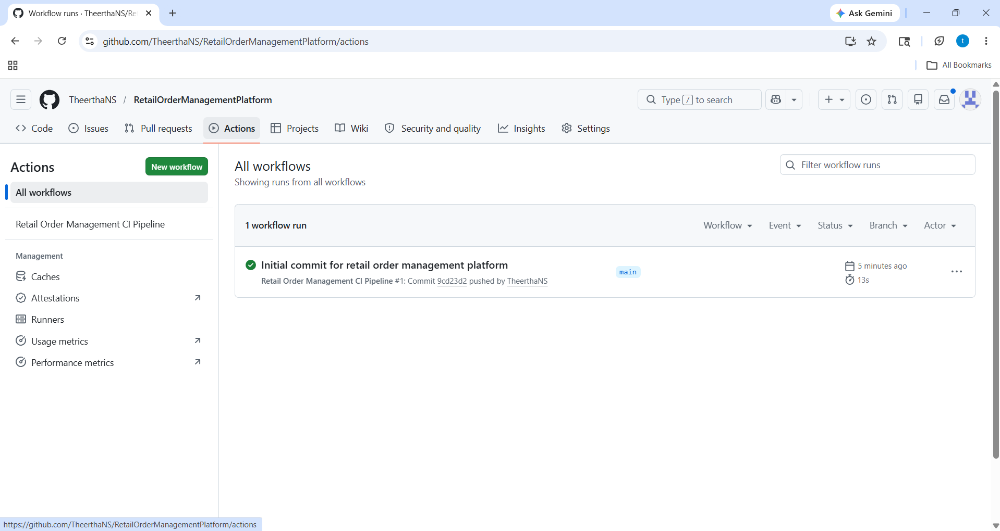 Workflow runs · TheerthaNS/Re
Ask Gemini
github.com/TheerthaNS/RetailOrderManagementPlatform/actions
t
All Bookmarks
TheerthaNS / RetailOrderManagementPlatform
Type / to search
Code
Issues
Pull requests
Actions
Projects
Wiki
Security and quality
Insights
Settings
Actions
New workflow
All workflows
Retail Order Management CI Pipeline
Management
Caches
Attestations
Runners
Usage metrics
Performance metrics
All workflows
Showing runs from all workflows
Filter workflow runs
1 workflow run
Workflow
Event
Status
Branch
Actor
Initial commit for retail order management platform
Retail Order Management CI Pipeline #1: Commit 9cd23d2 pushed by TheerthaNS
main
5 minutes ago
13s
https://github.com/TheerthaNS/RetailOrderManagementPlatform/actions